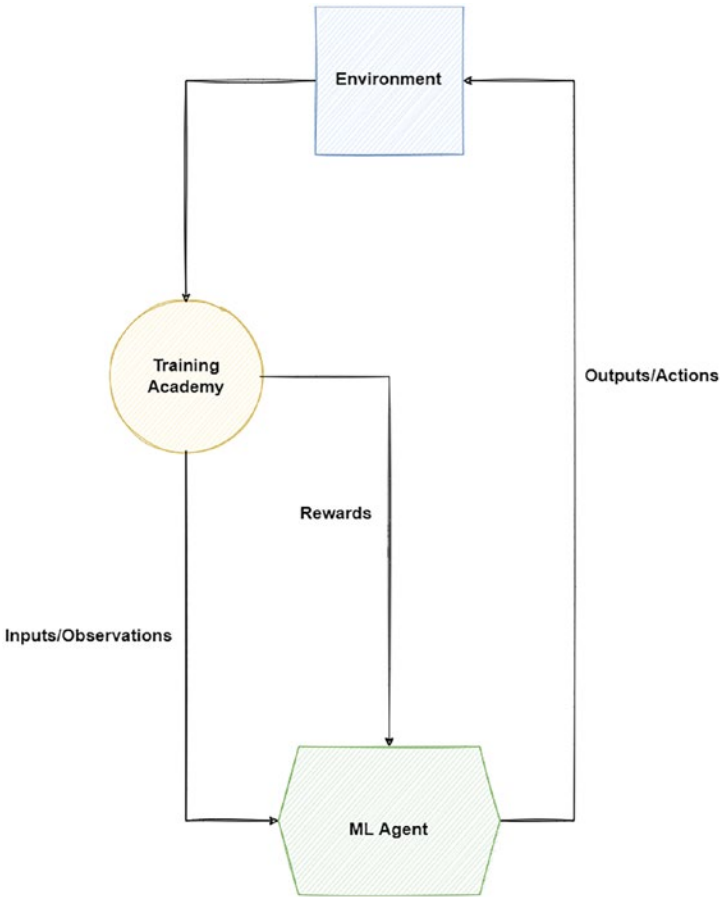 Environment
Training
Academy
Outputs/Actions
Rewards
Inputs/Observations
ML Agent